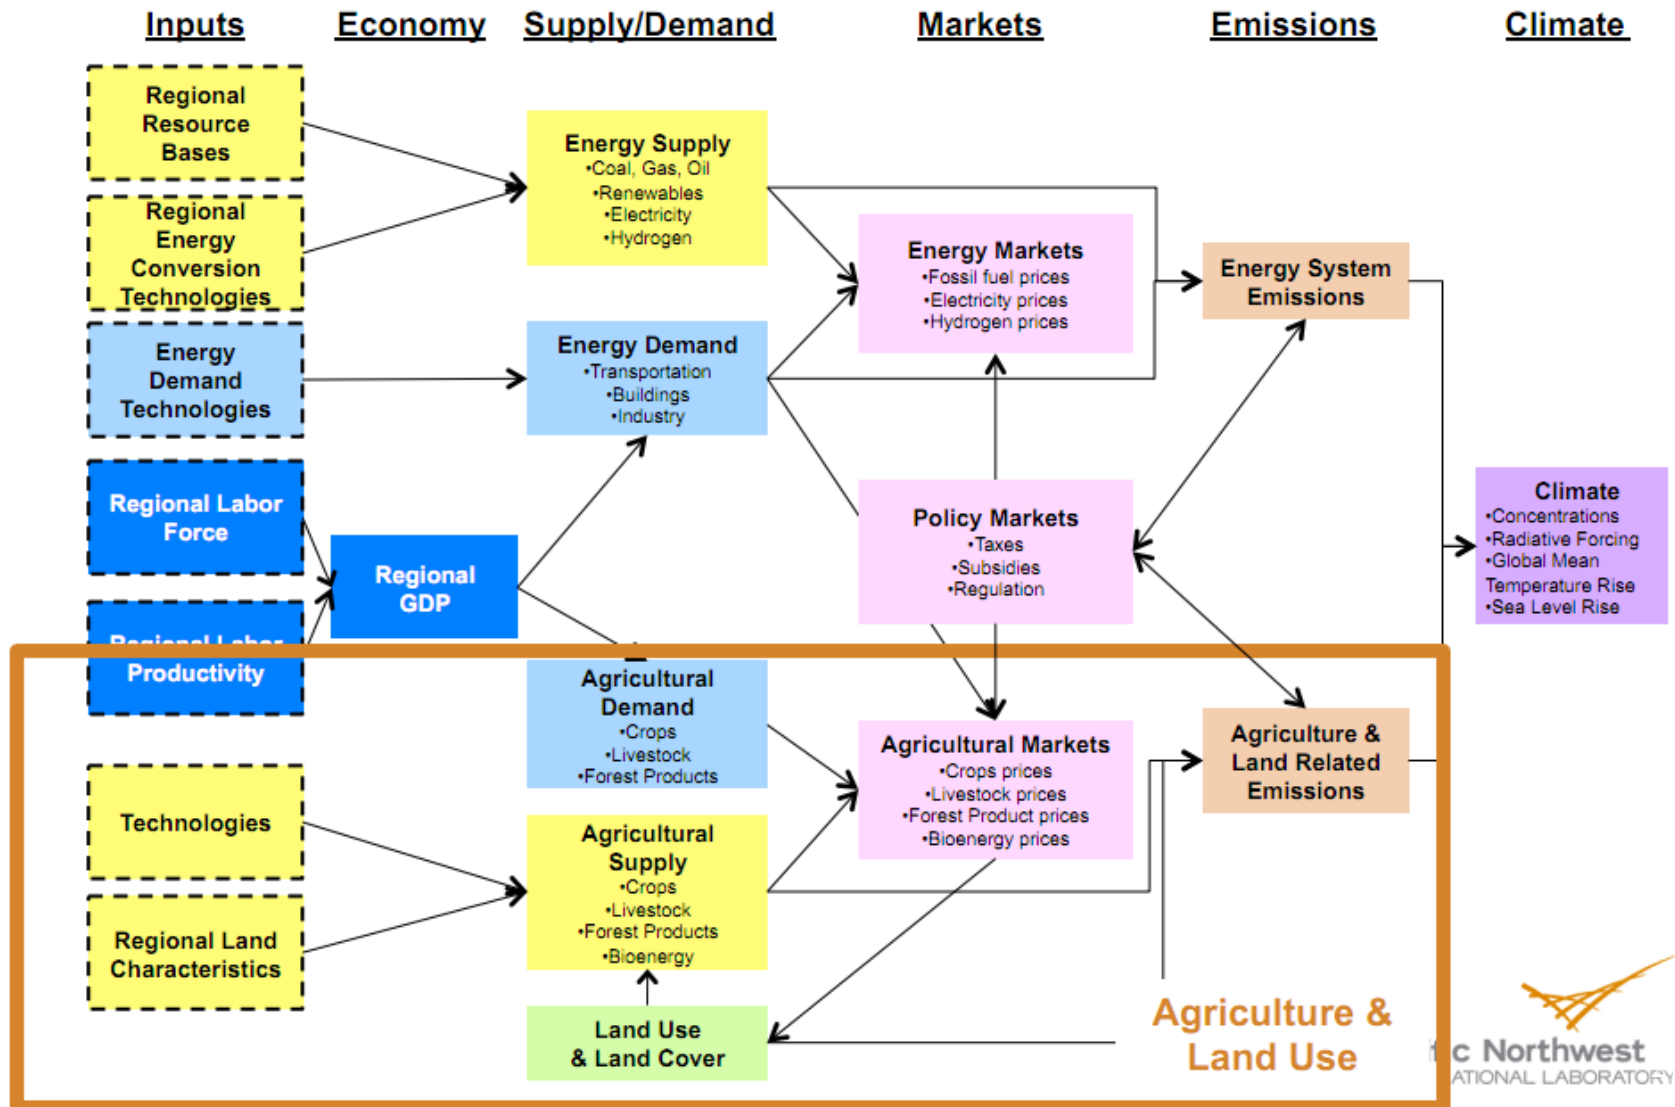 Inputs
Economy
Supply/Demand
Markets
Emissions
Climate
Regional
Resource
Bases
Regional
Energy
Conversion
Technologies
Energy
Demand
Technologies
Regional Labor
Force
Regional Labor
Productivity
Technologies
Regional Land
Characteristics
Regional
GDP
Energy Supply
•Coal, Gas, Oil
•Renewables
•Electricity
•Hydrogen
Energy Demand
•Transportation
•Buildings
•Industry
Agricultural
Demand
•Crops
•Livestock
•Forest Products
Agricultural
Supply
•Crops
•Livestock
•Forest Products
•Bioenergy
Land Use
& Land Cover
Energy Markets
•Fossil fuel prices
•Electricity prices
•Hydrogen prices
Policy Markets
•Taxes
•Subsidies
•Regulation
Agricultural Markets
•Crops prices
•Livestock prices
•Forest Product prices
•Bioenergy prices
Energy System
Emissions
Agriculture &
Land Related
Emissions
Climate
•Concentrations
•Radiative Forcing
•Global Mean
Temperature Rise
•Sea Level Rise
Agriculture &
Land Use
Northwest
LABORATORY